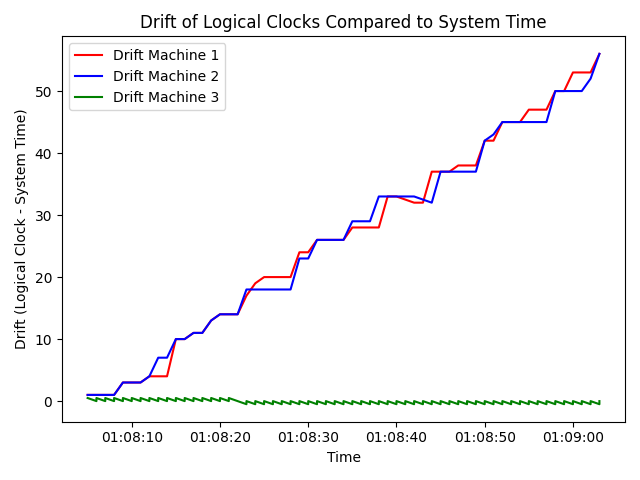 Drift of Logical Clocks Compared to System Time
Drift Machine 1
Drift Machine 2
Drift Machine 3
Drift (Logical Clock - System Time)
50
40
30
20
10
0
01:08:10 01:08:20 01:08:30 01:08:40 01:08:50 01:09:00
Time